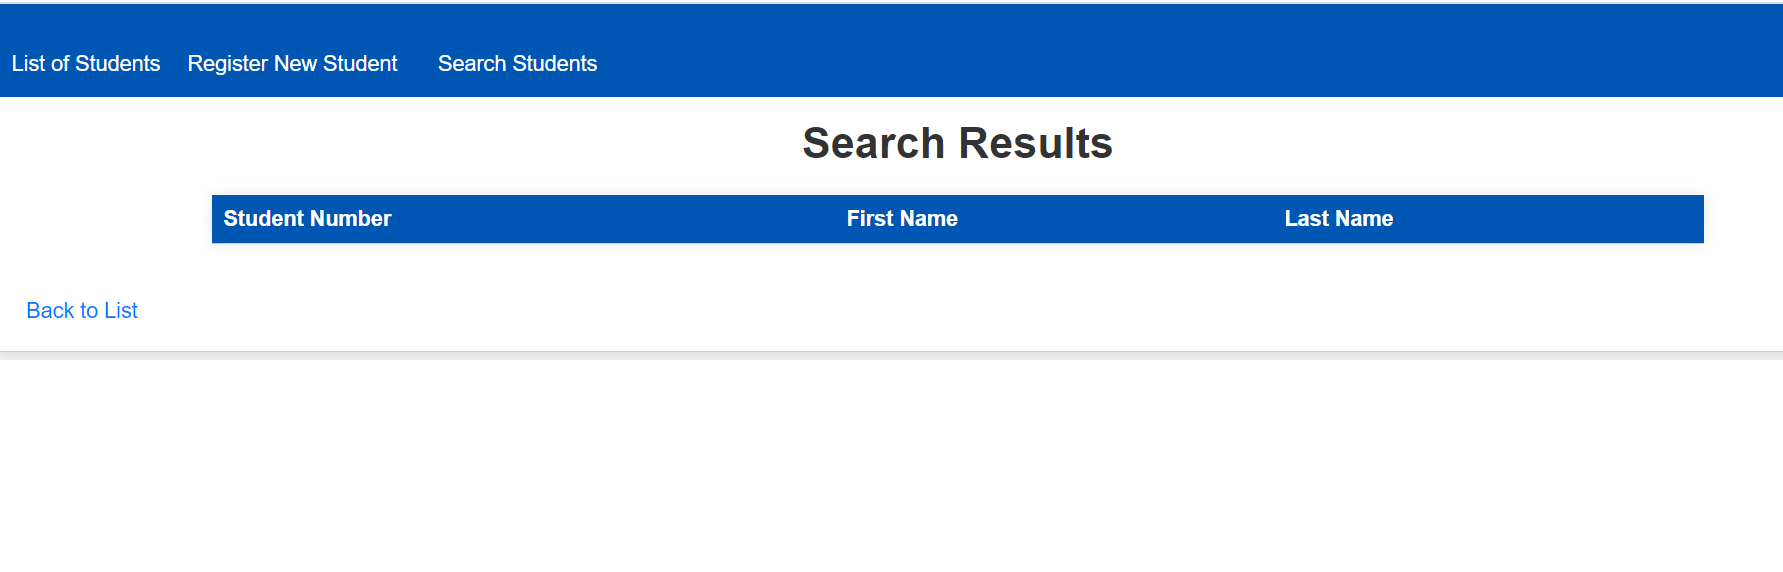 List of Students Register New Student Search Students
Search Results
Student Number First Name Last Name
Back to List